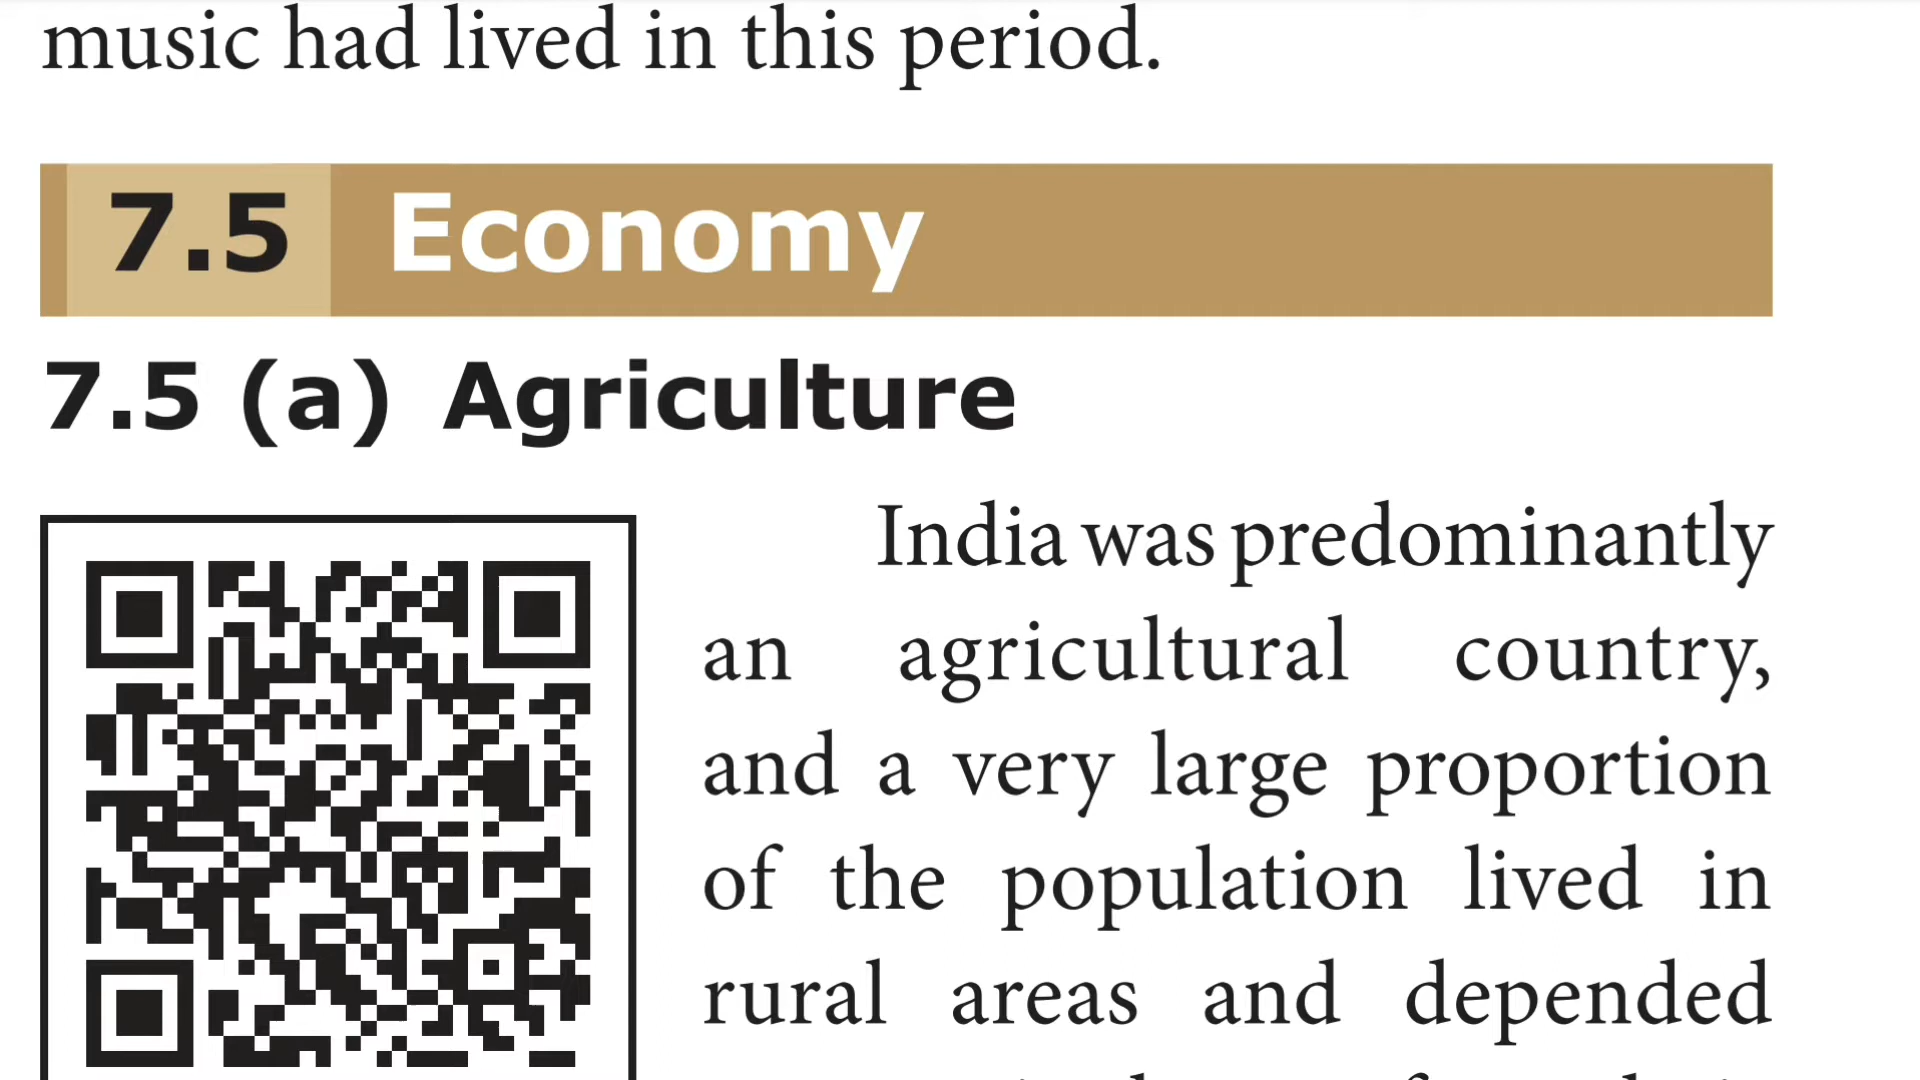 music had lived in this period.
7.5 Economy
7.5 (a) Agriculture
India was predominantly
an agricultural country,
and a very large proportion
of the population lived in
rural areas and depended